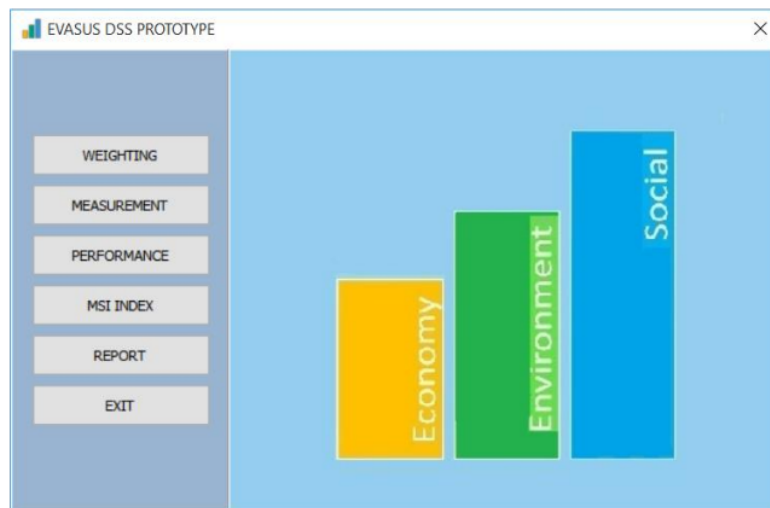 EVASUS DSS PROTOTYPE
WEIGHTING
MEASUREMENT
PERFORMANCE
MSI INDEX
REPORT
EXIT
Economy
Environment
Social